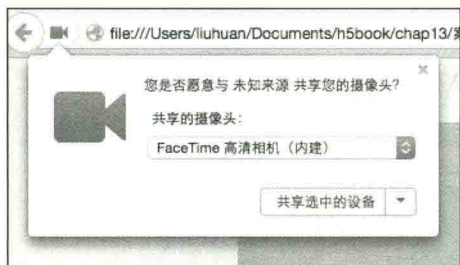 file:///Users/liuhuan/Documents/h5book/chap13/
您是否愿意与 未知来源 共享您的摄像头?
共享的摄像头:
FaceTime 高清相机（内建）
共享选中的设备